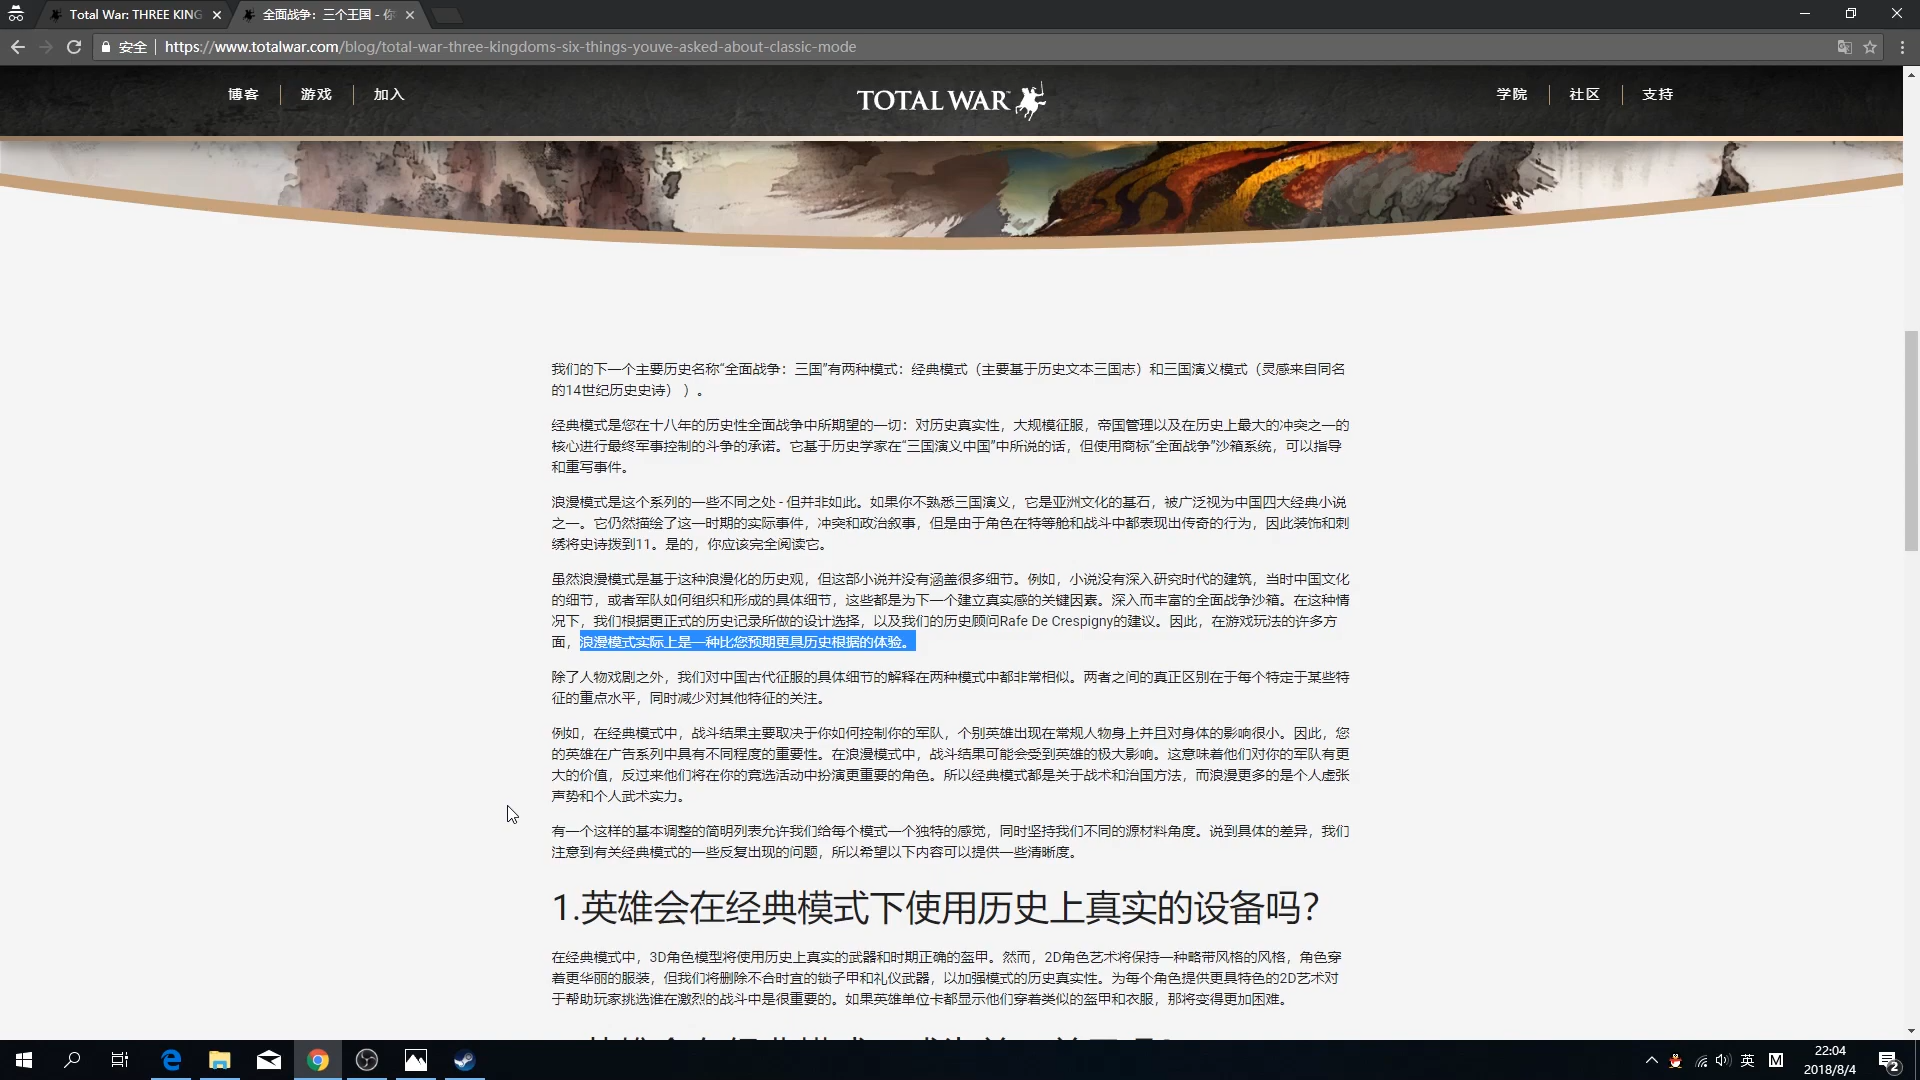 Total War: THREE KING
全面战争：三个王国 - 你
安全
https://www.totalwar.com/blog/total-war-three-kingdoms-six-things-youve-asked-about-classic-mode
博客
游戏
加入
TOTAL WAR
学院
社区
支持
我们的下一个主要历史名称“全面战争：三国”有两种模式：经典模式（主要基于历史文本三国志）和三国演义模式（灵感来自同名
的14世纪历史史诗））。
经典模式是您在十八年的历史性全面战争中所期望的一切：对历史真实性，大规模征服，帝国管理以及在历史上最大的冲突之一的
核心进行最终军事控制的斗争的承诺。它基于历史学家在“三国演义中国”中所说的话，但使用商标“全面战争”沙箱系统，可以指导
和重写事件。
浪漫模式是这个系列的一些不同之处 - 但并非如此。如果你不熟悉三国演义，它是亚洲文化的基石，被广泛视为中国四大经典小说
之一。它仍然描绘了这一时期的实际事件，冲突和政治叙事，但是由于角色在特等舱和战斗中都表现出传奇的行为，因此装饰和刺
绣将史诗拨到11。是的，你应该完全阅读它。
虽然浪漫模式是基于这种浪漫化的历史观，但这部小说并没有涵盖很多细节。例如，小说没有深入研究时代的建筑，当时中国文化
的细节，或者军队如何组织和形成的具体细节，这些都是为下一个建立真实感的关键因素。深入而丰富的全面战争沙箱。在这种情
况下，我们根据更正式的历史记录所做的设计选择，以及我们的历史顾问Rafe De Crespigny的建议。因此，在游戏玩法的许多方
面，浪漫模式实际上是一种比您预期更具历史根据的体验。
除了人物戏剧之外，我们对中国古代征服的具体细节的解释在两种模式中都非常相似。两者之间的真正区别在于每个特定于某些特
征的重点水平，同时减少对其他特征的关注。
例如，在经典模式中，战斗结果主要取决于你如何控制你的军队，个别英雄出现在常规人物身上并且对身体的影响很小。因此，您
的英雄在广告系列中具有不同程度的重要性。在浪漫模式中，战斗结果可能会受到英雄的极大影响。这意味着他们对你的军队有更
大的价值，反过来他们将在你的竞选活动中扮演更重要的角色。所以经典模式都是关于战术和治国方法，而浪漫更多的是个人虚张
声势和个人武术实力。
有一个这样的基本调整的简明列表允许我们给每个模式一个独特的感觉，同时坚持我们不同的源材料角度。说到具体的差异，我们
注意到有关经典模式的一些反复出现的问题，所以希望以下内容可以提供一些清晰度。
1.英雄会在经典模式下使用历史上真实的设备吗？
在经典模式中，3D角色模型将使用历史上真实的武器和时期正确的盔甲。然而，2D角色艺术将保持一种略带风格的风格，角色穿
着更华丽的服装，但我们将删除不合时宜的锁子甲和礼仪武器，以加强模式的历史真实性。为每个角色提供更具特色的2D艺术对
于帮助玩家挑选谁在激烈的战斗中是很重要的。如果英雄单位卡都显示他们穿着类似的盔甲和衣服，那将变得更加困难。
英
M
22:04
2018/8/4
2